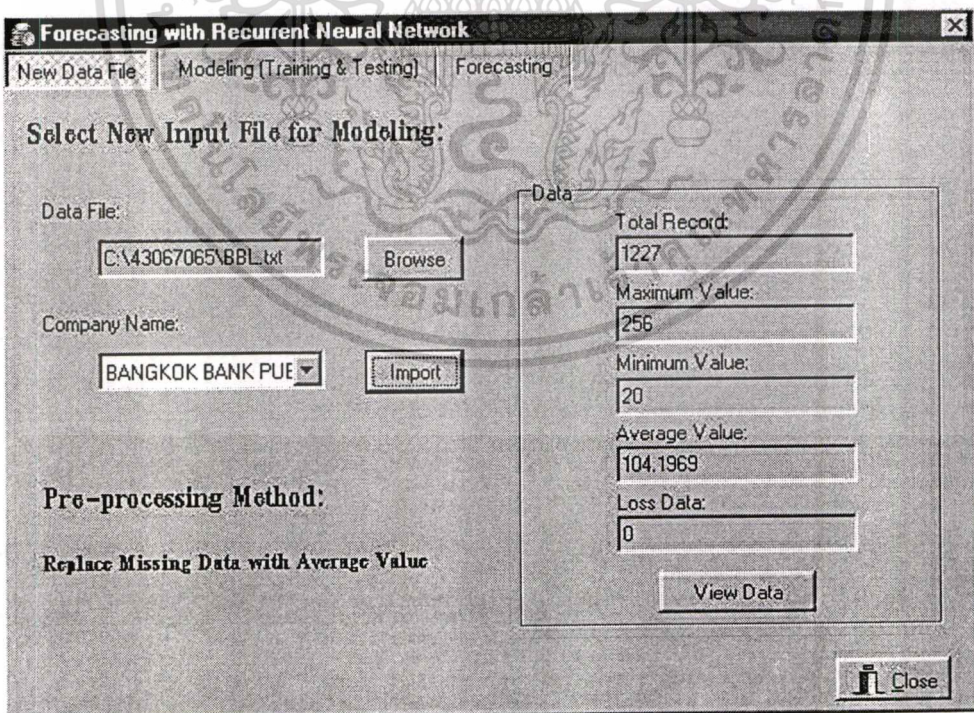 Forecasting with Recurrent Neural Network
New Data File
Modeling (Training & Testing)
Forecasting
Select New Input File for Modeling:
Data File:
C:\43067065\BBL.txt
Browse
Company Name:
BANGKOK BANK PUB
Import
Pre-processing Method:
Replace Missing Data with Average Value
Data
Total Record:
1227
Maximum Value:
256
Minimum Value:
20
Average Value:
104.1969
Loss Data:
0
View Data
Close